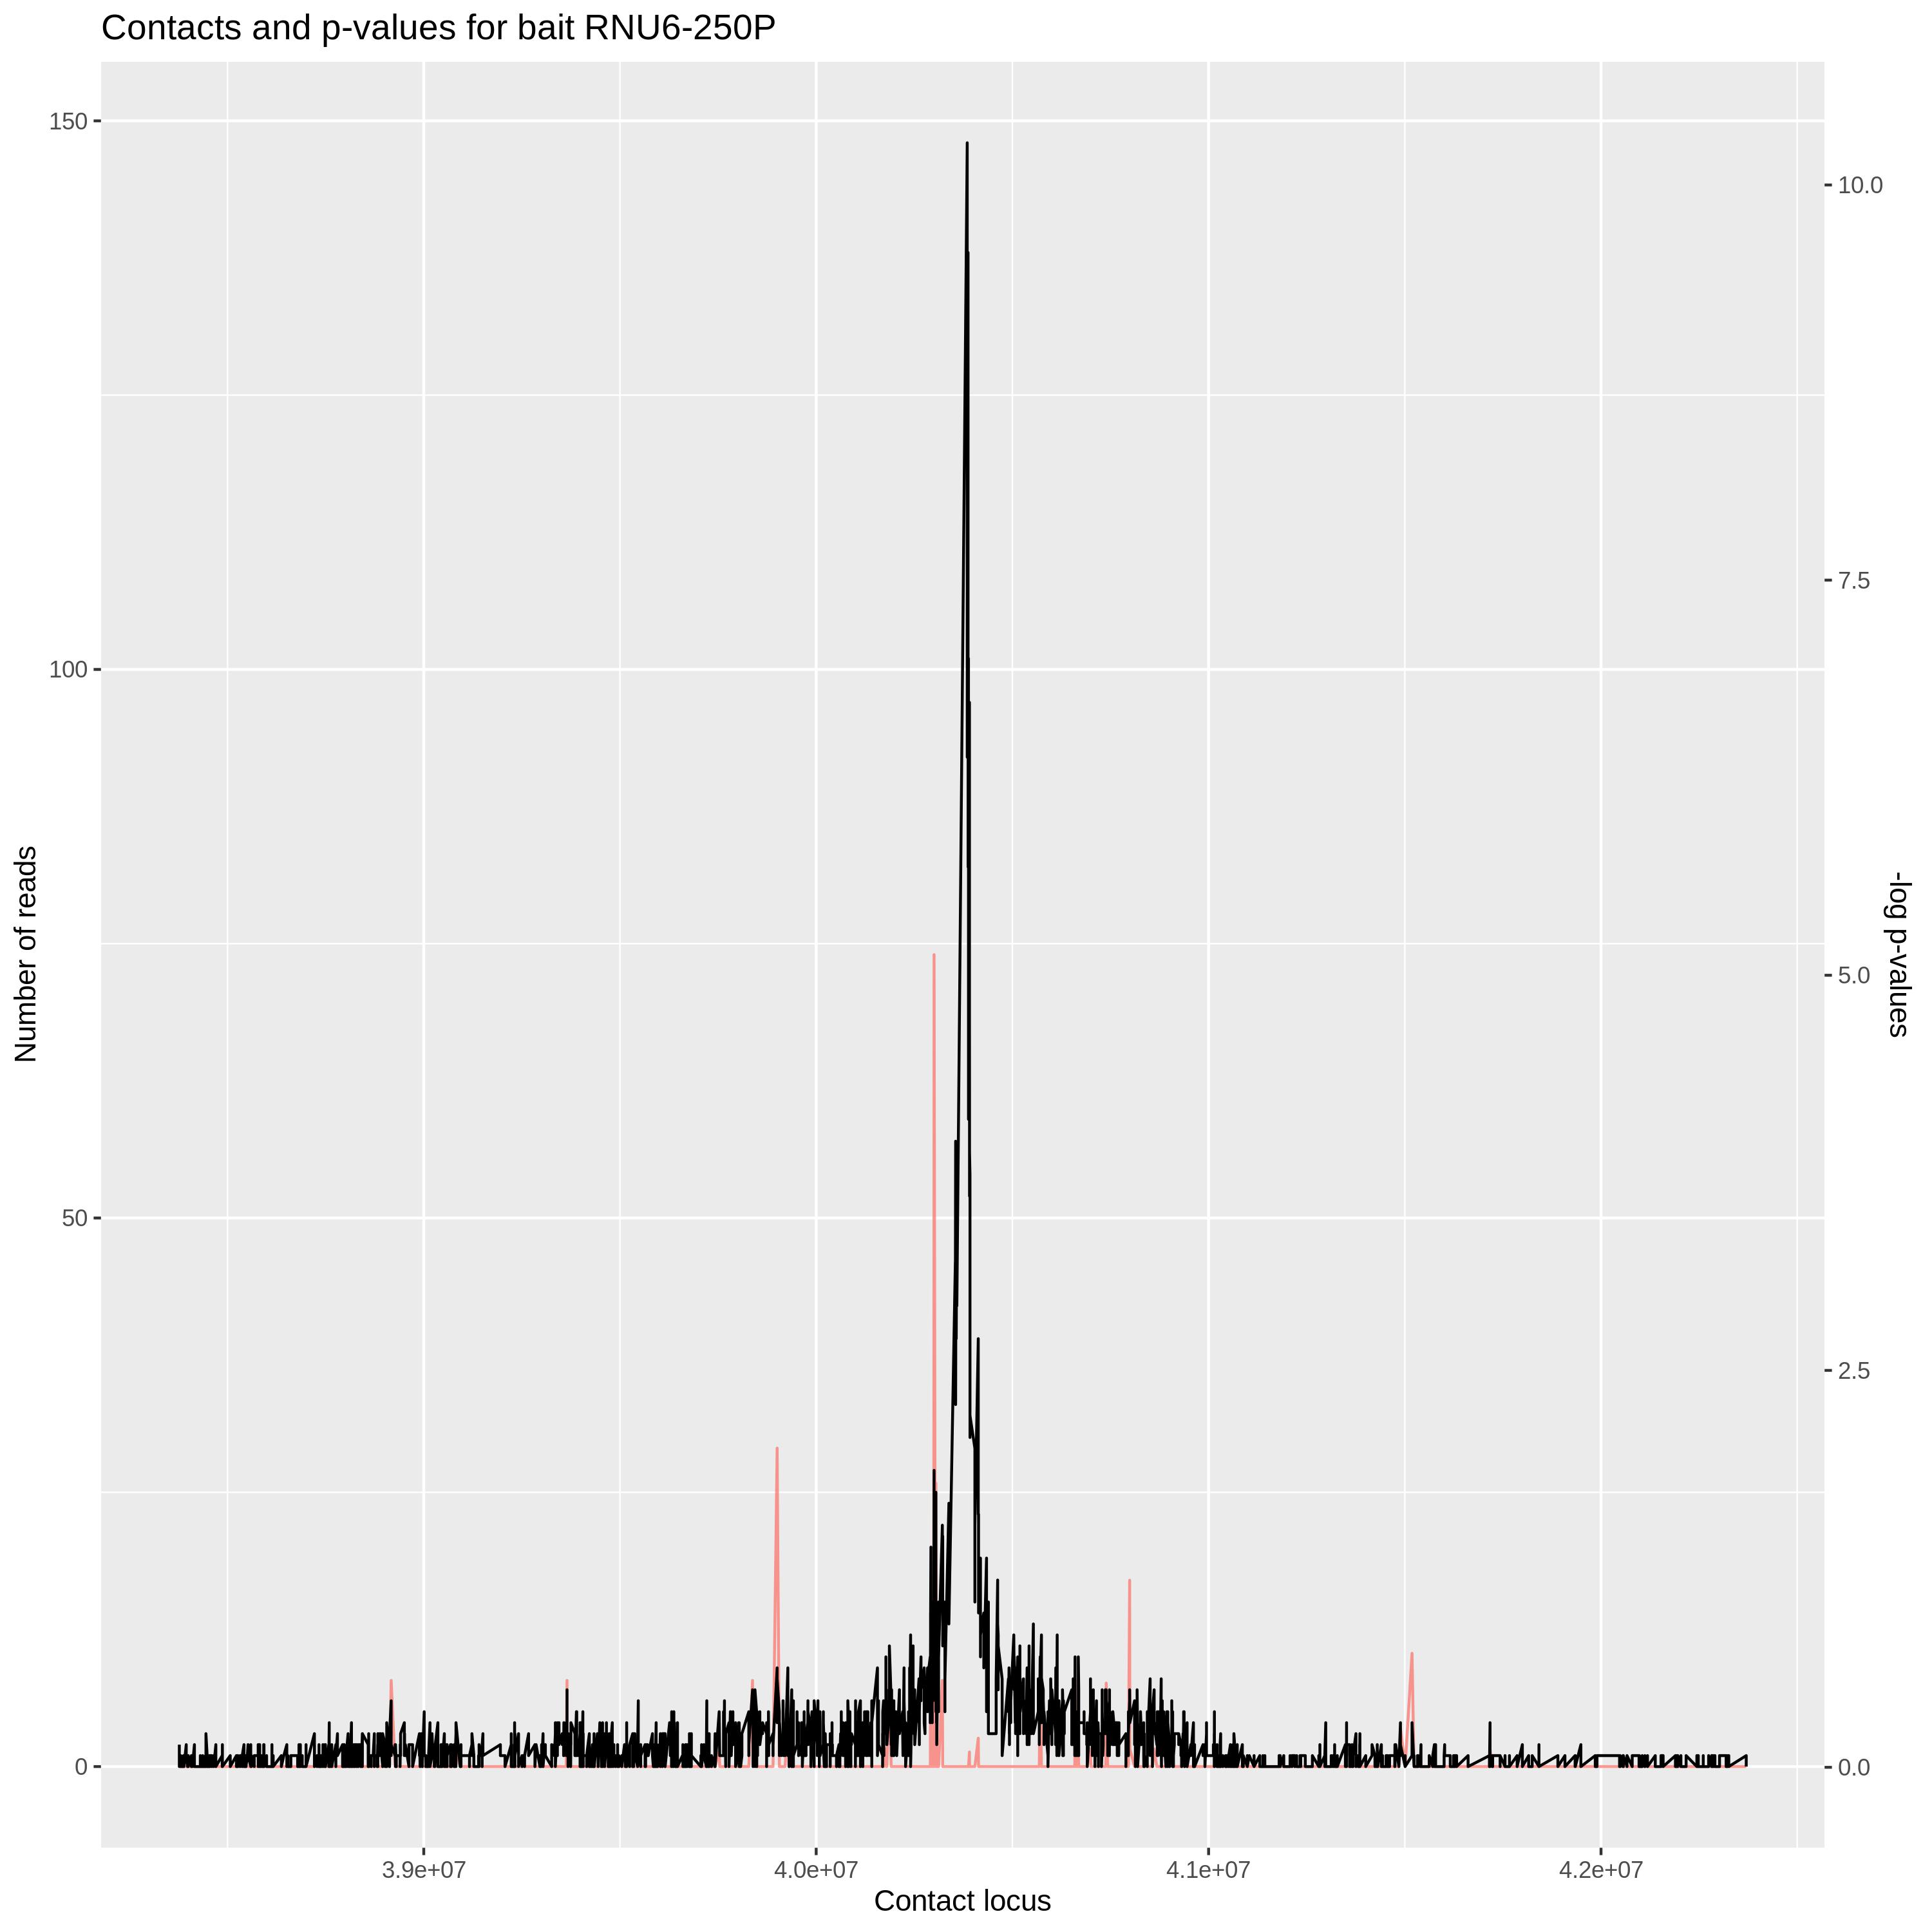 Contacts and p-values for bait RNU6-250P
150
100
50
0
Number of reads
10.0
7.5
5.0
2.5
0.0
-log p-values
3.9e+07
4.0e+07
4.1e+07
4.2e+07
Contact locus